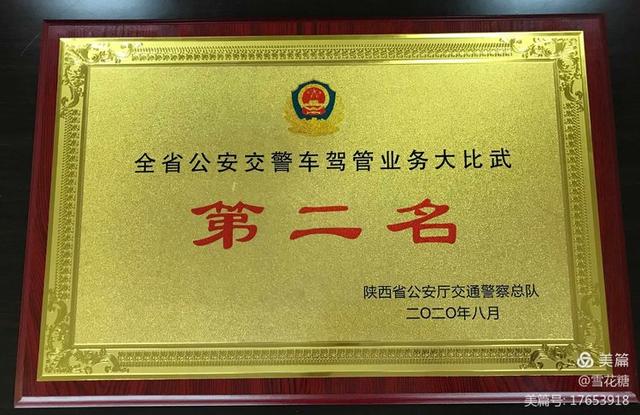 全省公安交警车驾管业务大比武
第二名
陕西省公安厅交通警察总队
二〇二〇年八月
美篇
@雪花糖
美篇号: 17653918